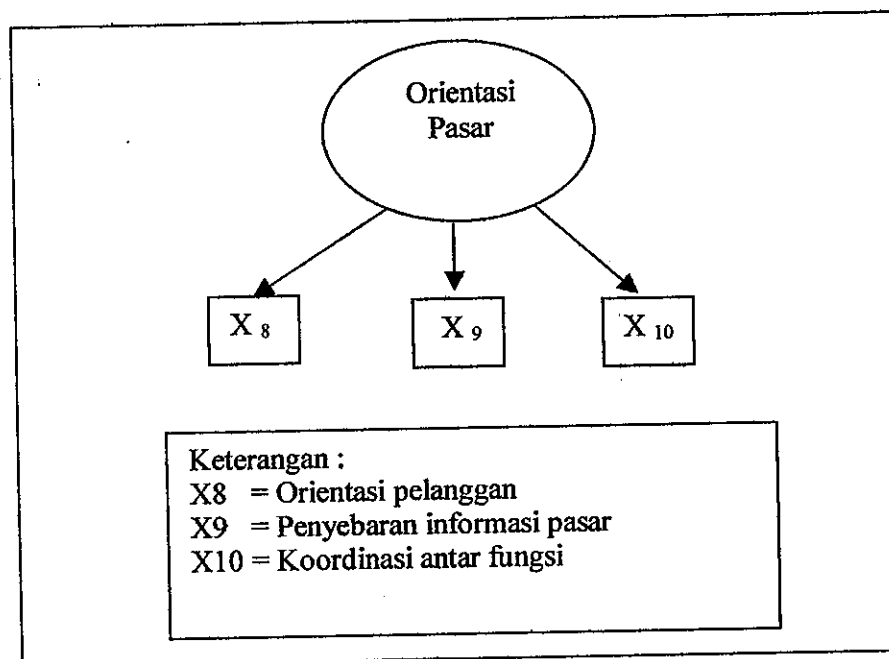 Orientasi
Pasar
X 8
X 9
X 10
Keterangan :
X8 = Orientasi pelanggan
X9 = Penyebaran informasi pasar
X10 = Koordinasi antar fungsi